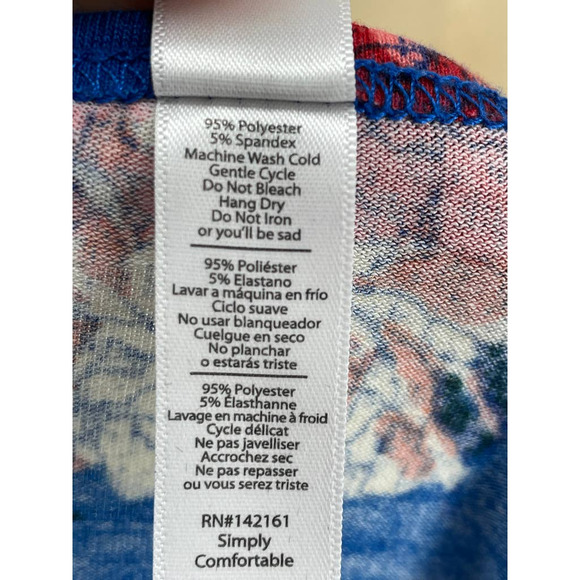 95% Polyester
5% Spandex
Machine Wash Cold
Gentle Cycle
Do Not Bleach
Hang Dry
Do Not Iron
or you'll be sad
95% Poliéster
5% Elastano
Lavar a máquina en frío
Ciclo suave
No usar blanqueador
Cuelgue en seco
No planchar
o estarás triste
95% Polyester
5% Élasthanne
Lavage en machine à froid
Cycle délicat
Ne pas javelliser
Accrochez sec
Ne pas repasser
ou vous serez triste
RN#142161
Simply
Comfortable